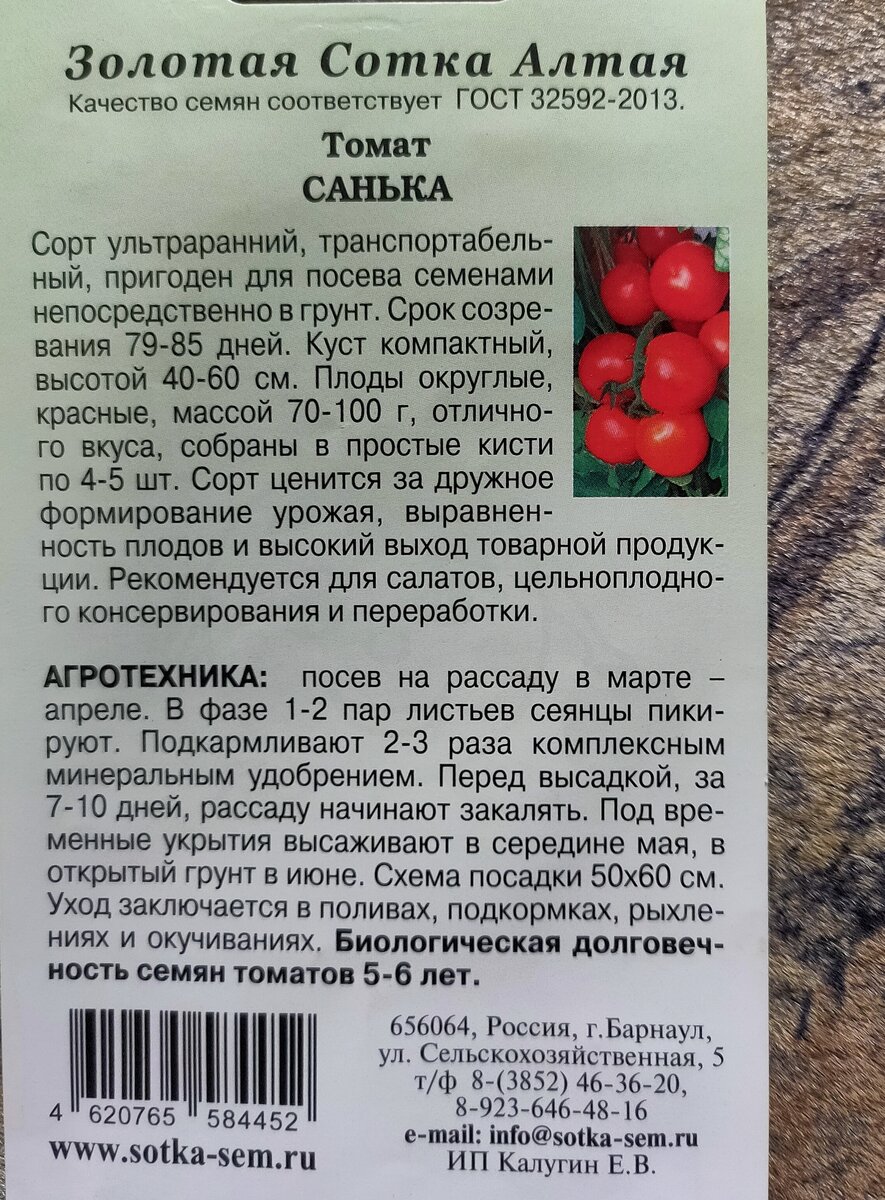 Золотая Сотка Алтая
Качество семян соответствует ГОСТ 32592-2013.
Томат
САНЬКА
Сорт ультраранний, транспортабель-
ный, пригоден для посева семенами
непосредственно в грунт. Срок созре-
вания 79-85 дней. Куст компактный,
высотой 40-60 см. Плоды округлые,
красные, массой 70-100 г, отлично-
го вкуса, собраны в простые кисти
по 4-5 шт. Сорт ценится за дружное
формирование урожая, выравнен-
ность плодов и высокий выход товарной продук-
ции. Рекомендуется для салатов, цельноплодно-
го консервирования и переработки.
АГРОТЕХНИКА: посев на рассаду в марте –
апреле. В фазе 1-2 пар листьев сеянцы пики-
руют. Подкармливают 2-3 раза комплексным
минеральным удобрением. Перед высадкой, за
7-10 дней, рассаду начинают закалять. Под вре-
менные укрытия высаживают в середине мая, в
открытый грунт в июне. Схема посадки 50х60 см.
Уход заключается в поливах, подкормках, рыхле-
ниях и окучиваниях. Биологическая долговеч-
ность семян томатов 5-6 лет.
4 620765 584452
www.sotka-sem.ru
656064, Россия, г.Барнаул,
ул. Сельскохозяйственная, 5
т/ф 8-(3852) 46-36-20,
8-923-646-48-16
e-mail: info@sotka-sem.ru
ИП Калугин Е.В.